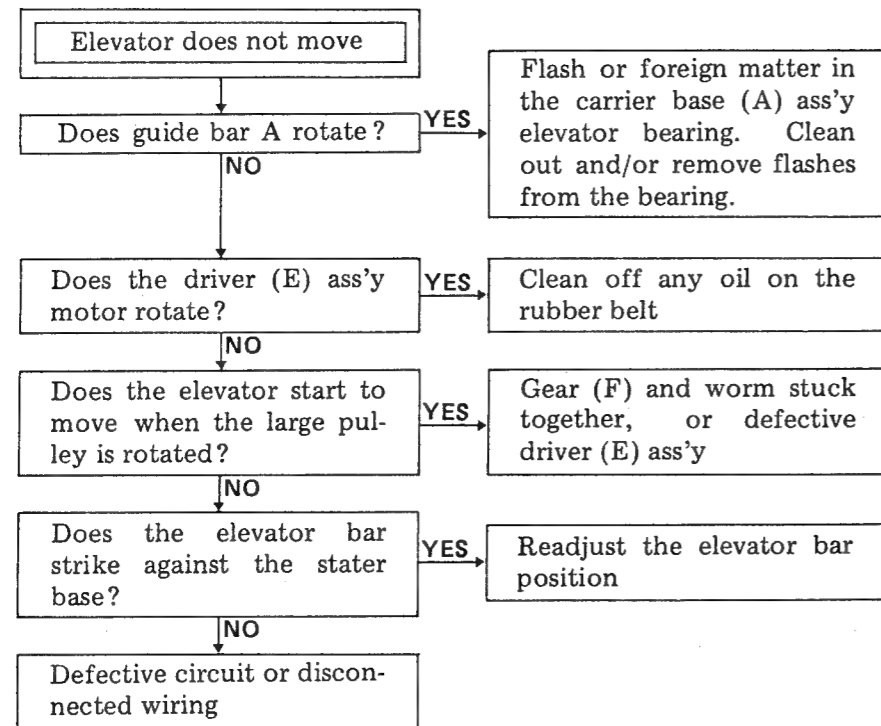 Elevator does not move
Does guide bar A rotate?
YES
Flash or foreign matter in
the carrier base (A) ass'y
elevator bearing. Clean
out and/or remove flashes
from the bearing.
NO
Does the driver (E) ass'y
motor rotate?
YES
Clean off any oil on the
rubber belt
NO
Does the elevator start to
move when the large pul-
ley is rotated?
YES
Gear (F) and worm stuck
together, or defective
driver (E) ass'y
NO
Does the elevator bar
strike against the stater
base?
YES
Readjust the elevator bar
position
NO
Defective circuit or discon-
nected wiring